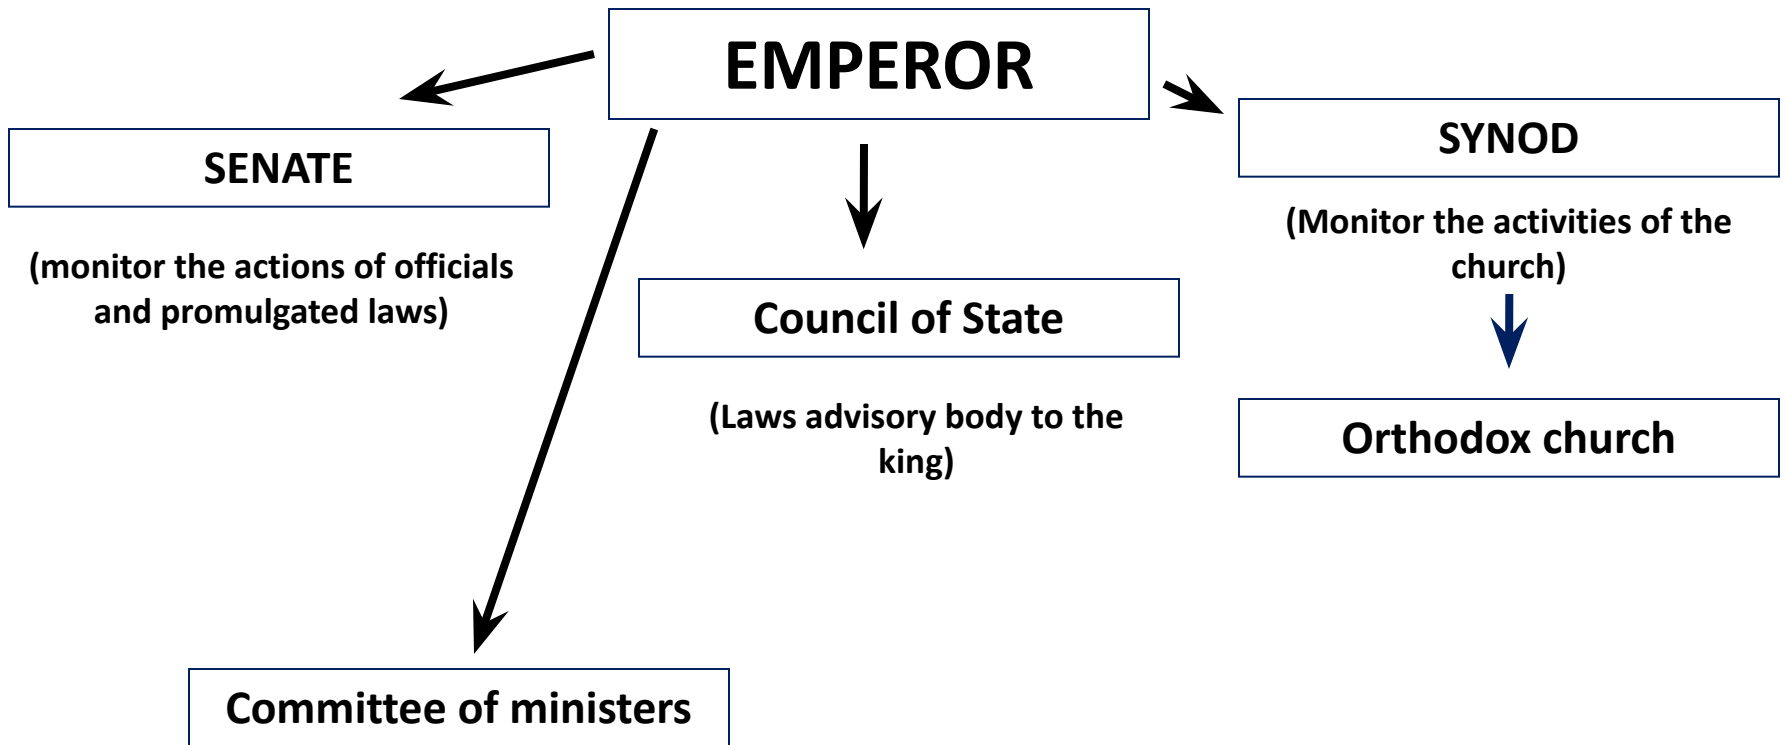 EMPEROR
SENATE
(monitor the actions of officials
and promulgated laws)
SYNOD
(Monitor the activities of the
church)
Council of State
(Laws advisory body to the
king)
Orthodox church
Committee of ministers